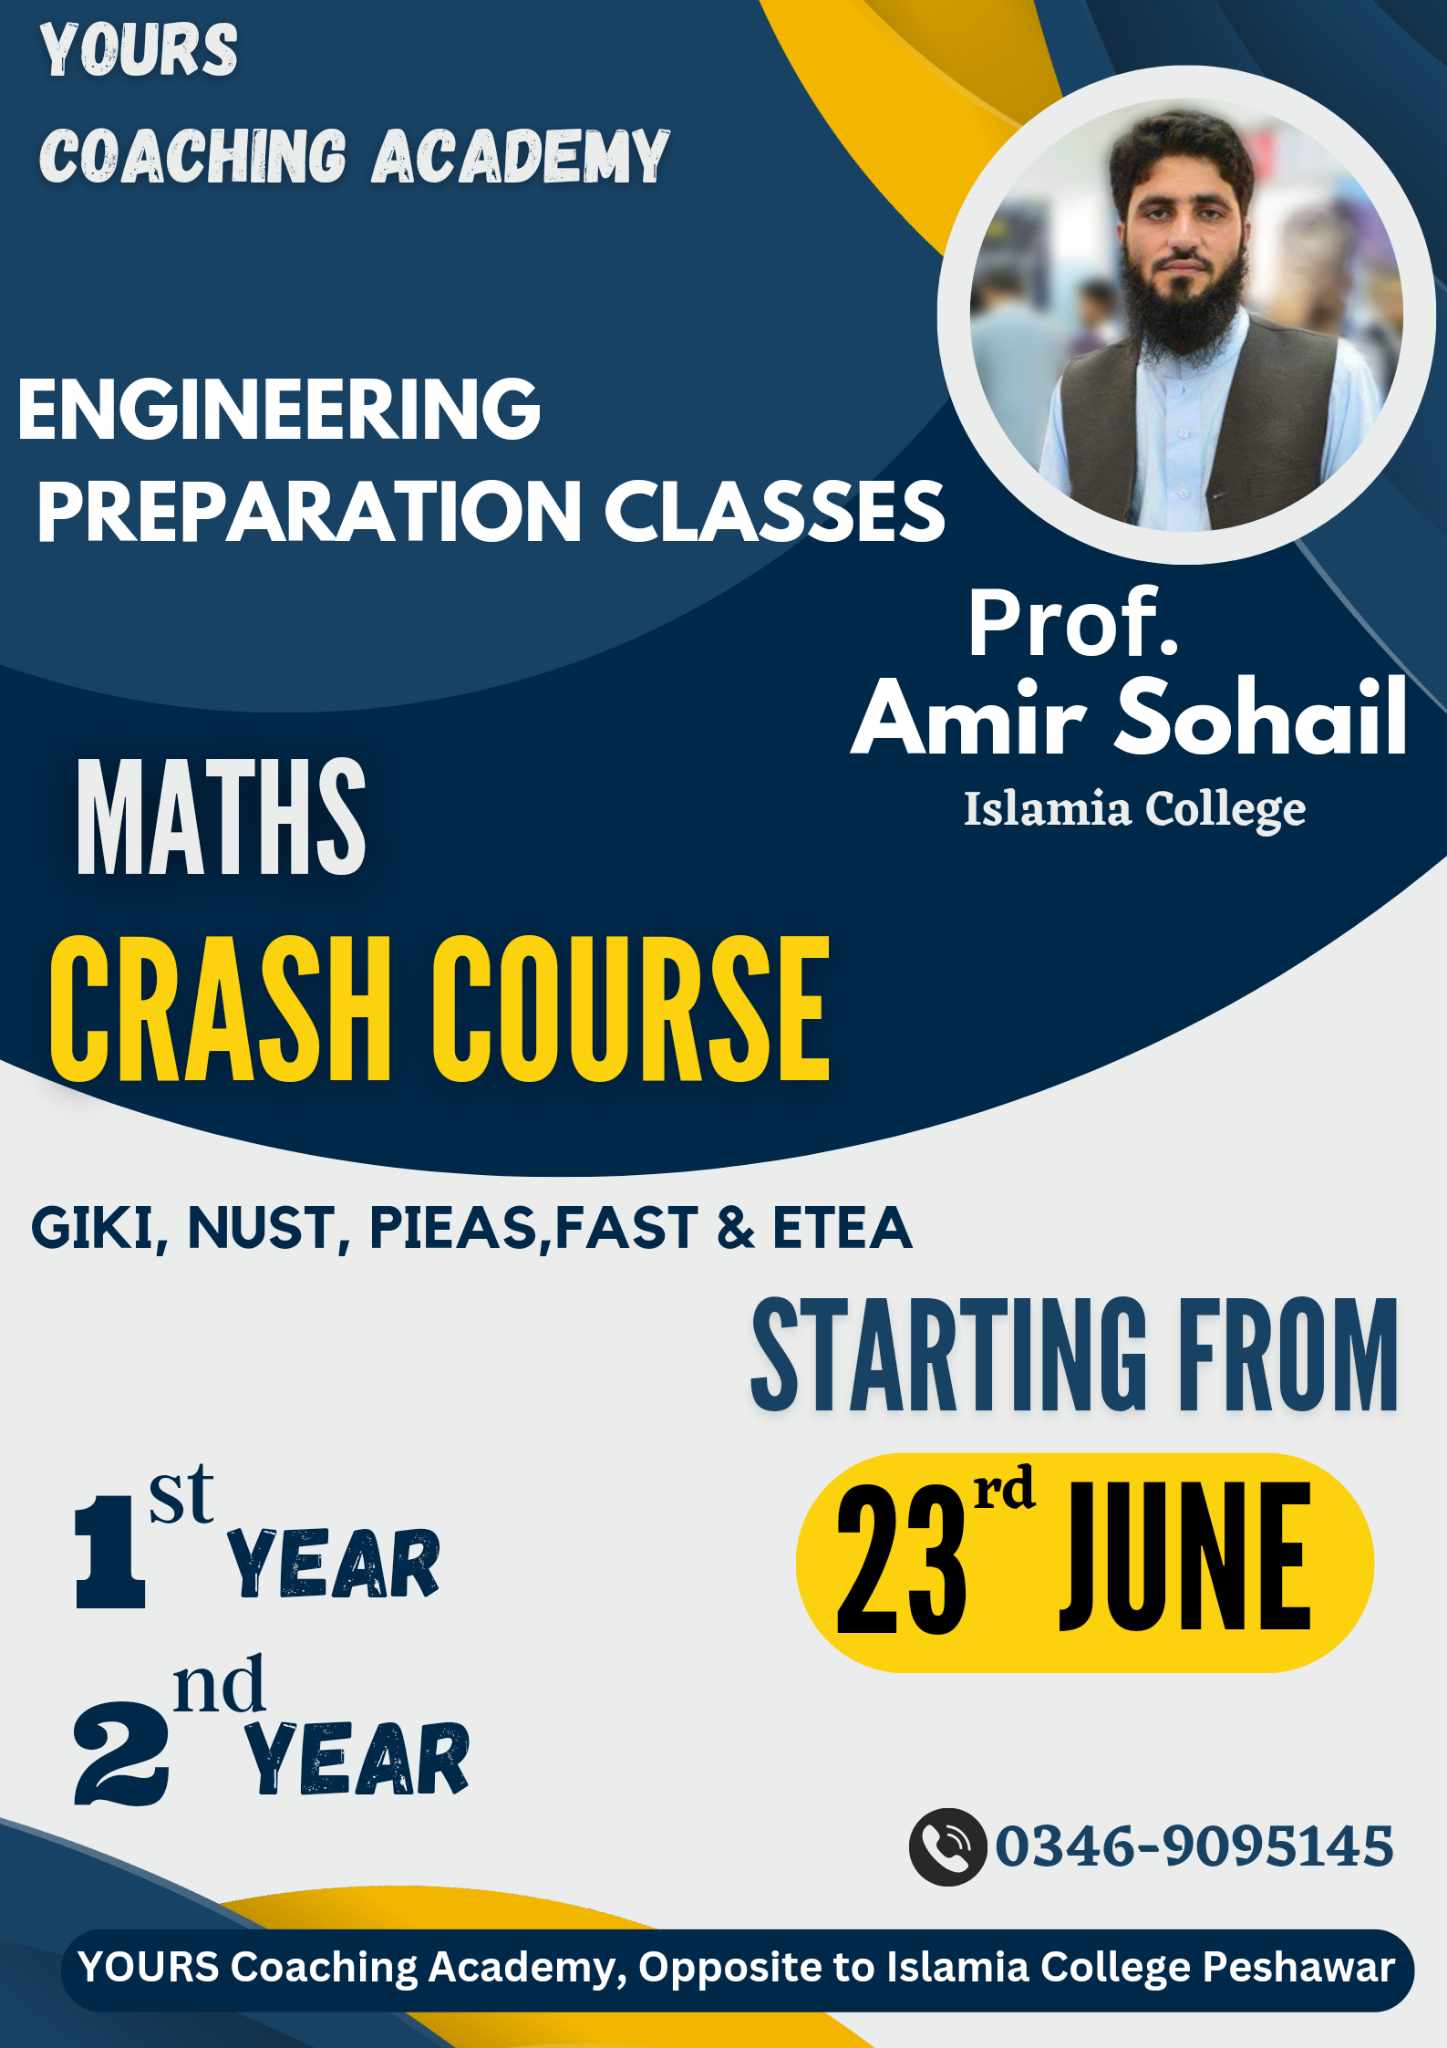 YOURS
COACHING ACADEMY
ENGINEERING
PREPARATION CLASSES
Prof.
Amir Sohail
Islamia College
MATHS
CRASH COURSE
GIKI, NUST, PIEAS,FAST & ETEA
STARTING FROM
23rd JUNE
1st YEAR
2nd YEAR
0346-9095145
YOURS Coaching Academy, Opposite to Islamia College Peshawar